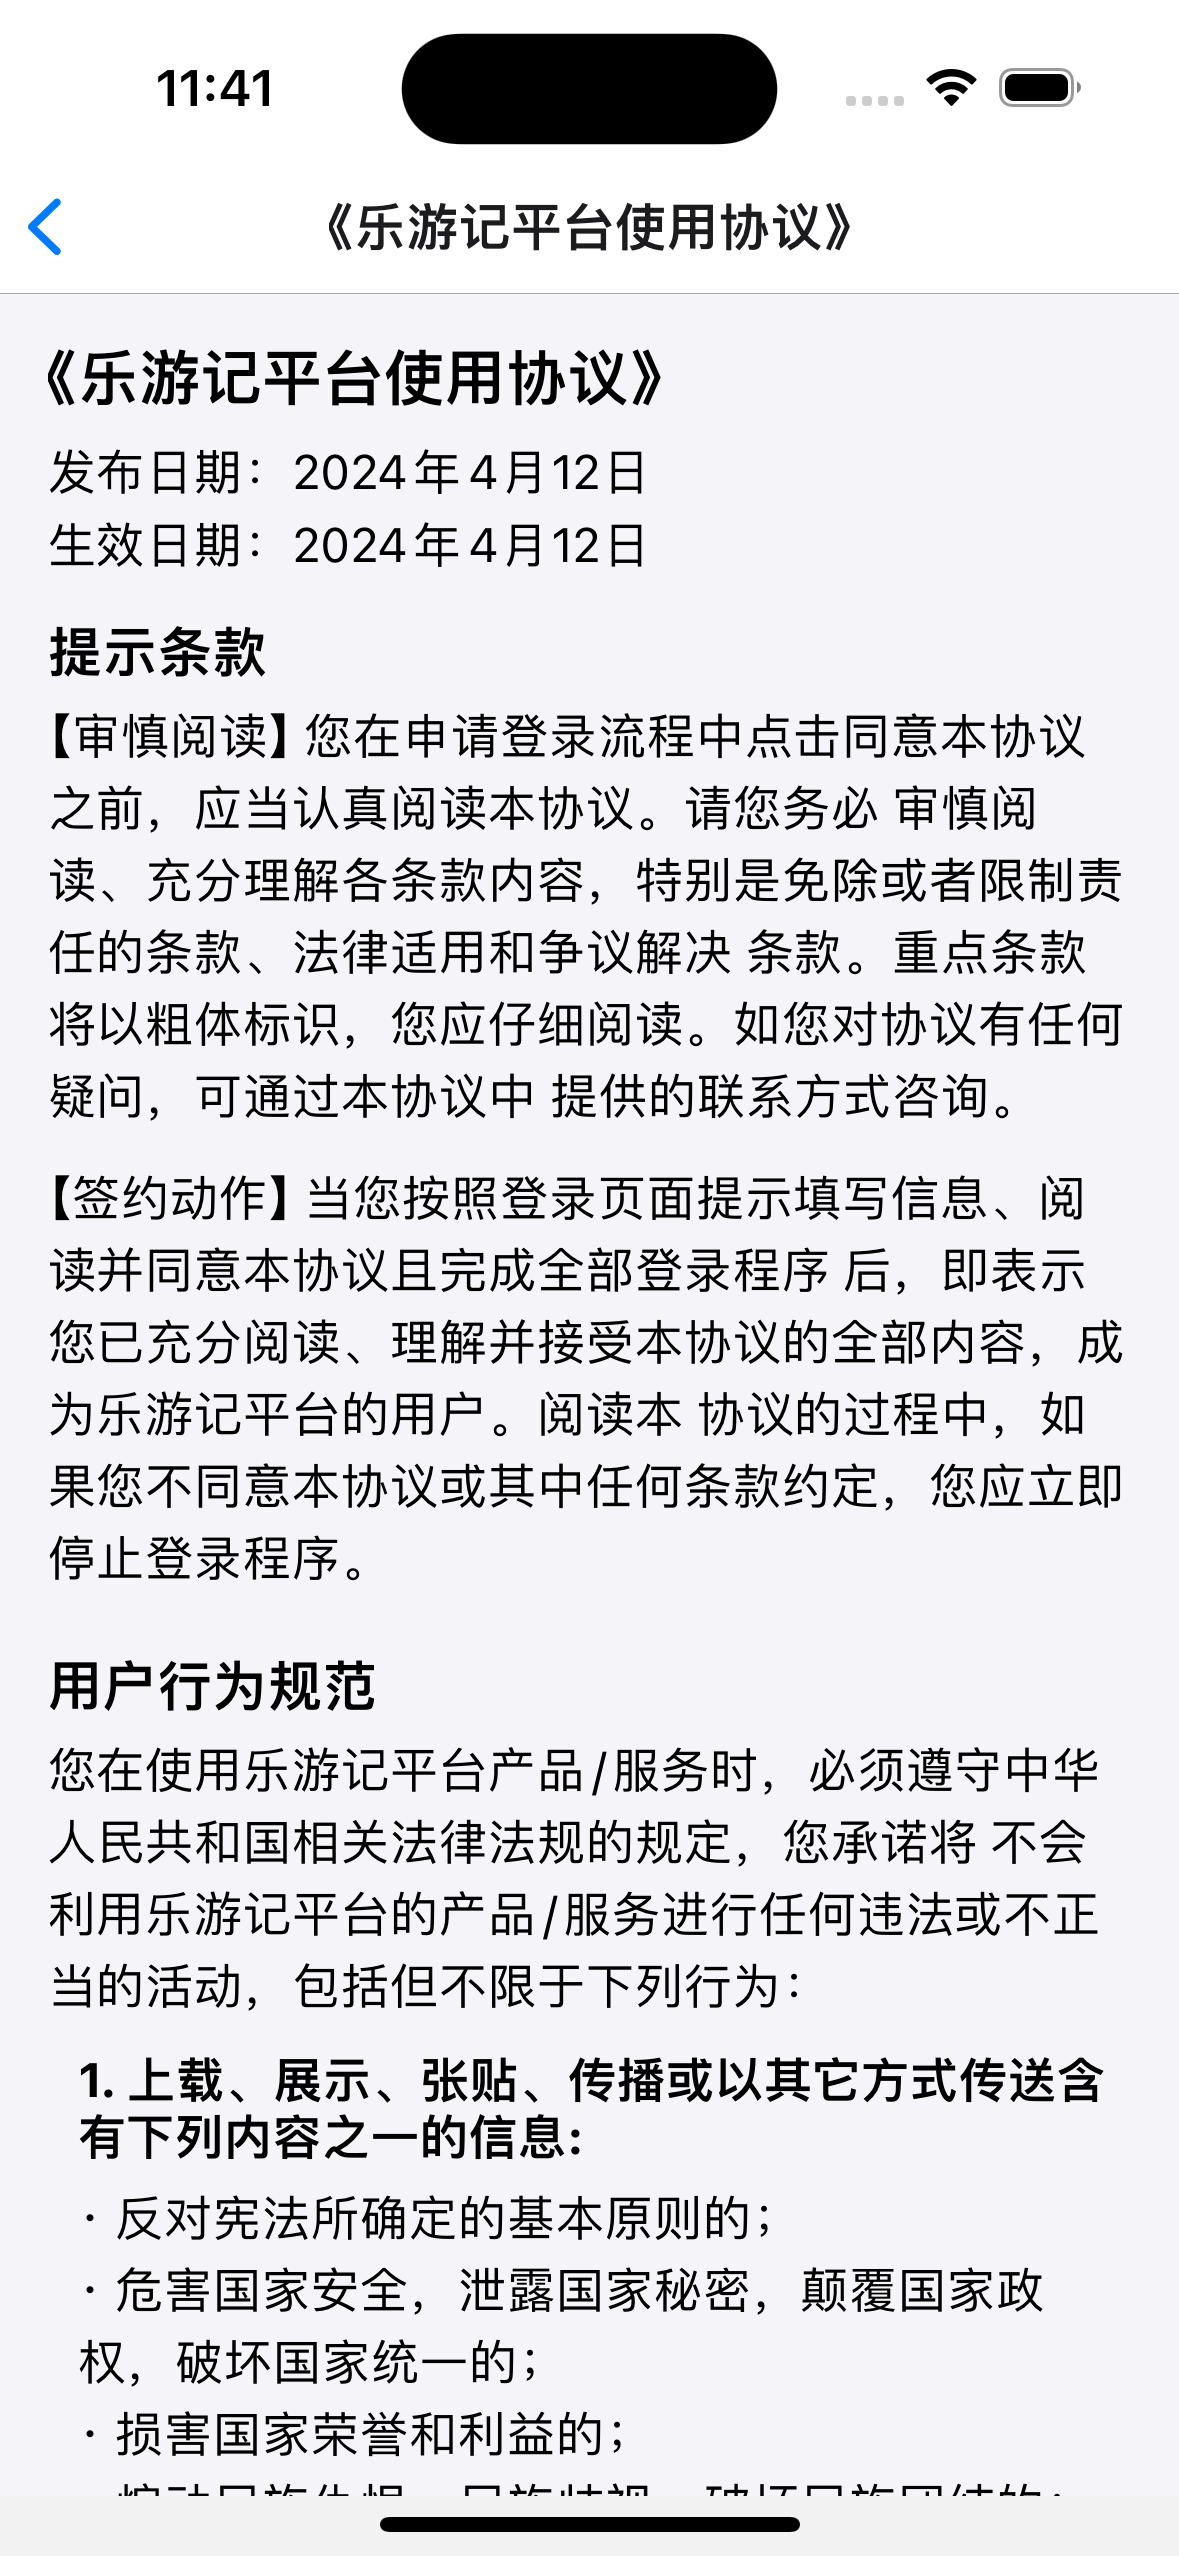 11:41
《乐游记平台使用协议》
《乐游记平台使用协议》
发布日期：2024年4月12日
生效日期：2024年4月12日
提示条款
【审慎阅读】您在申请登录流程中点击同意本协议
之前，应当认真阅读本协议。请您务必 审慎阅
读、充分理解各条款内容，特别是免除或者限制责
任的条款、法律适用和争议解决 条款。重点条款
将以粗体标识，您应仔细阅读。如您对协议有任何
疑问，可通过本协议中 提供的联系方式咨询。
【签约动作】当您按照登录页面提示填写信息、阅
读并同意本协议且完成全部登录程序 后，即表示
您已充分阅读、理解并接受本协议的全部内容，成
为乐游记平台的用户。阅读本 协议的过程中，如
果您不同意本协议或其中任何条款约定，您应立即
停止登录程序。
用户行为规范
您在使用乐游记平台产品/服务时，必须遵守中华
人民共和国相关法律法规的规定，您承诺将 不会
利用乐游记平台的产品/服务进行任何违法或不正
当的活动，包括但不限于下列行为：
1. 上载、展示、张贴、传播或以其它方式传送含
有下列内容之一的信息:
· 反对宪法所确定的基本原则的；
· 危害国家安全，泄露国家秘密，颠覆国家政
权，破坏国家统一的；
· 损害国家荣誉和利益的；
· 煽动民族仇恨、民族歧视，破坏民族团结的；